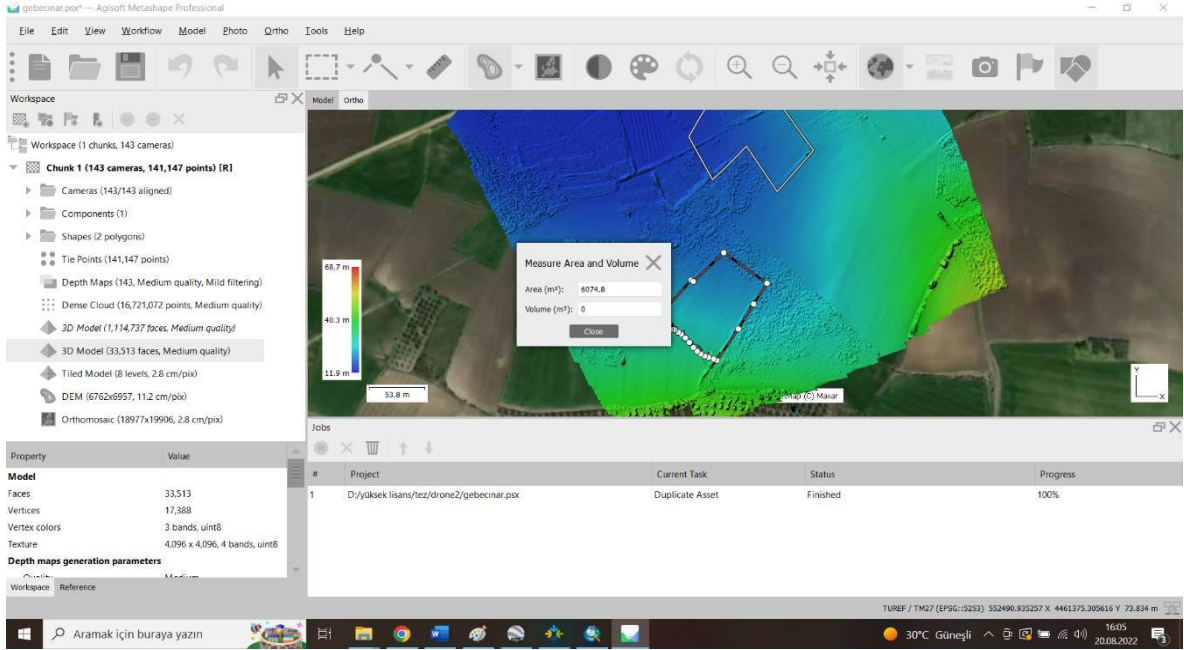 gebecınar.psx* — Agisoft Metashape Professional
File Edit View Workflow Model Photo Ortho Tools Help
Workspace
Model Ortho
Workspace (1 chunks, 143 cameras)
Chunk 1 (143 cameras, 141,147 points) [R]
Cameras (143/143 aligned)
Components (1)
Shapes (2 polygons)
Tie Points (141,147 points)
Depth Maps (143, Medium quality, Mild filtering)
Dense Cloud (16,721,072 points, Medium quality)
3D Model (1,114,737 faces, Medium quality)
3D Model (33,513 faces, Medium quality)
Tiled Model (8 levels, 2.8 cm/pix)
DEM (6762x6957, 11.2 cm/pix)
Orthomosaic (18977x19906, 2.8 cm/pix)
68.7 m
40.3 m
11.9 m
53.8 m
Measure Area and Volume
Area (m²): 6074.8
Volume (m³): 0
Close
Map (C) Maxar
Y
X
Property Value
Model
Faces 33,513
Vertices 17,388
Vertex colors 3 bands, uint8
Texture 4,096 x 4,096, 4 bands, uint8
Depth maps generation parameters
Quality Medium
Workspace Reference
Jobs
# Project Current Task Status Progress
1 D:/yüksek lisans/tez/drone2/gebecınar.psx Duplicate Asset Finished 100%
TUREF / TM27 (EPSG::5253) 552490.935257 X 4461375.305616 Y 73.834 m
Aramak için buraya yazın
30°C Güneşli
16:05
20.08.2022
3